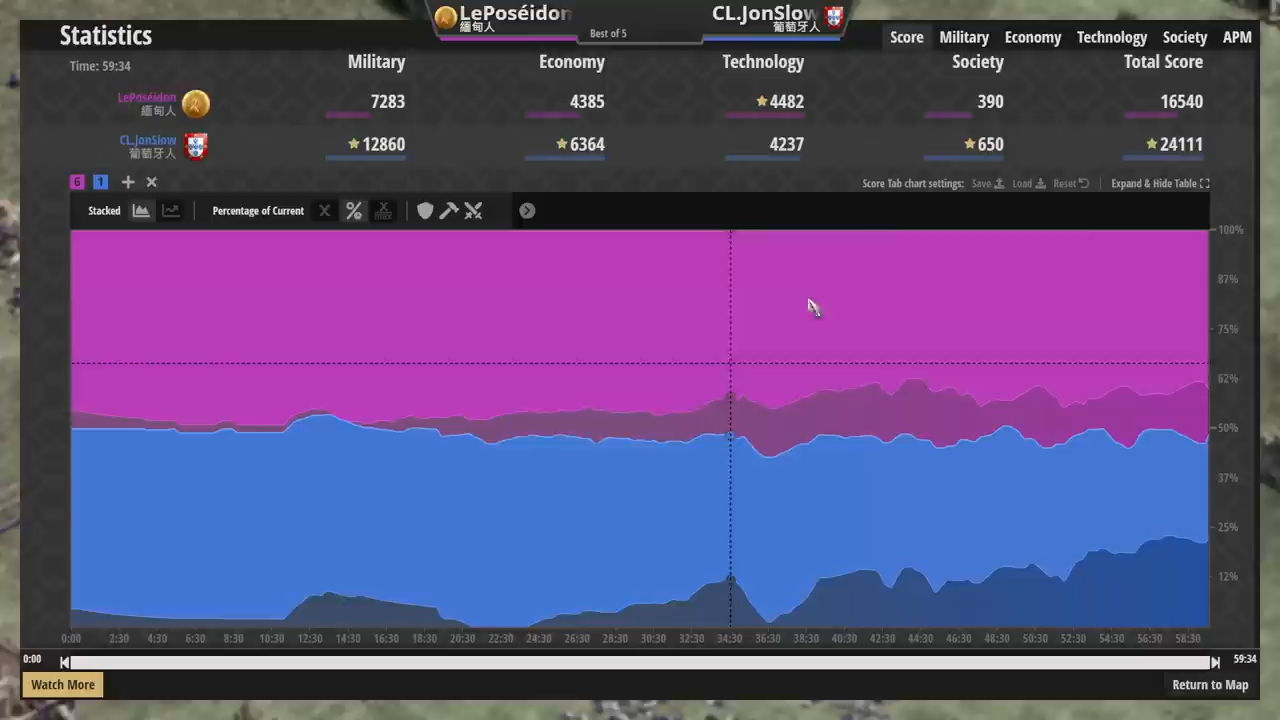 LePoséidon
緬甸人
Best of 5
CL.JonSlow
葡萄牙人
Statistics
Score Military Economy Technology Society APM
Time: 59:34
Military Economy Technology Society Total Score
LePoséidon
緬甸人
7283 4385 4482 390 16540
CL.JonSlow
葡萄牙人
12860 6364 4237 650 24111
6 1
Score Tab chart settings: Save Load Reset Expand & Hide Table
Stacked Percentage of Current X % X max
100%
87%
75%
62%
50%
37%
25%
12%
0:00 2:30 4:30 6:30 8:30 10:30 12:30 14:30 16:30 18:30 20:30 22:30 24:30 26:30 28:30 30:30 32:30 34:30 36:30 38:30 40:30 42:30 44:30 46:30 48:30 50:30 52:30 54:30 56:30 58:30
0:00 59:34
Watch More Return to Map